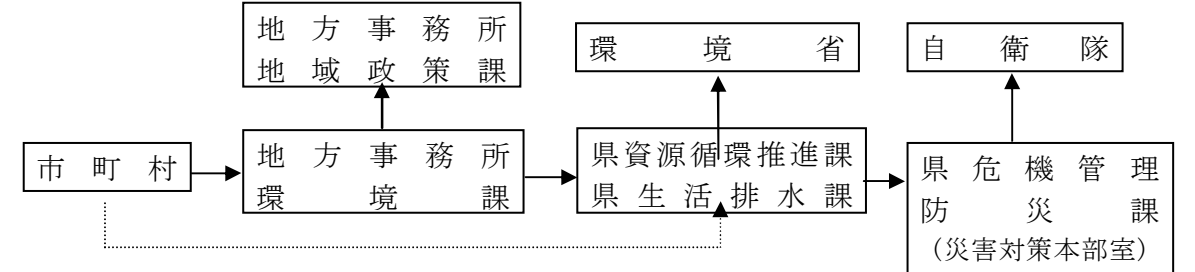 地方事務所
地域政策課
環境省
自衛隊
市町村
地方事務所
環境課
県資源循環推進課
県生活排水課
県危機管理
防災課
（災害対策本部室）